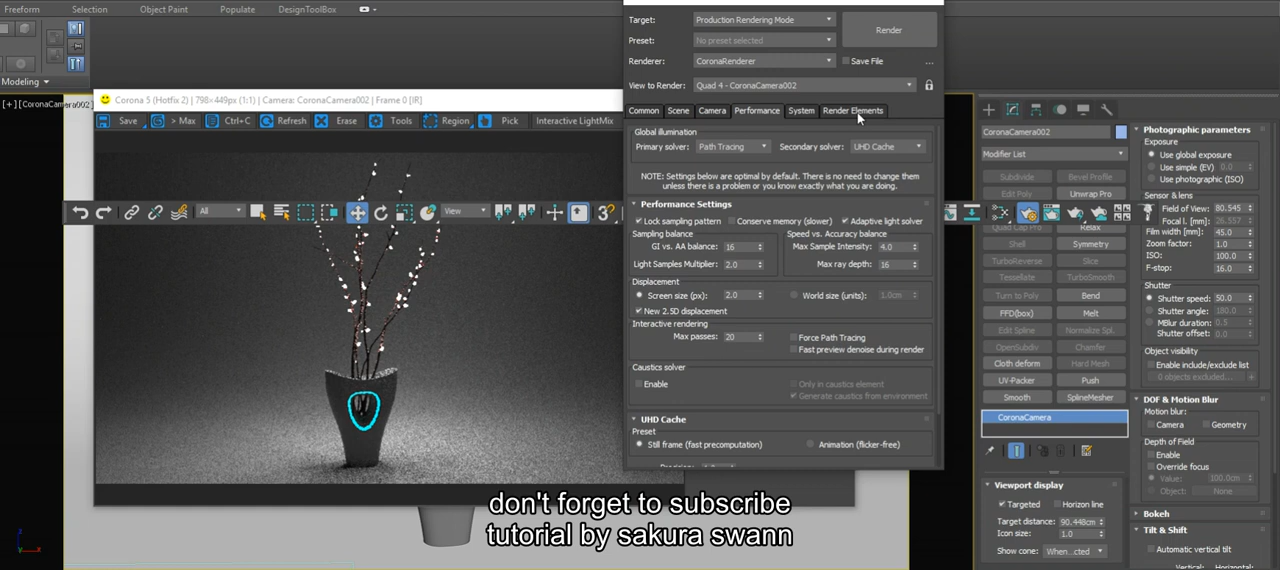 Freeform
Selection
Object Paint
Populate
DesignToolBox
Modeling
[+] [CoronaCamera002]
Corona 5 (Hotfix 2) | 798×449px (1:1) | Camera: CoronaCamera002 | Frame 0 [IR]
Save
> Max
Ctrl+C
Refresh
Erase
Tools
Region
Pick
Interactive LightMix
All
View
Target: Production Rendering Mode
Render
Preset: No preset selected
Renderer: CoronaRenderer
Save File
...
View to Render: Quad 4 - CoronaCamera002
Common
Scene
Camera
Performance
System
Render Elements
Global illumination
Primary solver: Path Tracing
Secondary solver: UHD Cache
NOTE: Settings below are optimal by default. There is no need to change them
unless there is a problem or you know exactly what you are doing.
Performance Settings
Lock sampling pattern
Conserve memory (slower)
Adaptive light solver
Sampling balance
Speed vs. Accuracy balance
GI vs. AA balance: 16
Max Sample Intensity: 4.0
Light Samples Multiplier: 2.0
Max ray depth: 16
Displacement
Screen size (px): 2.0
World size (units): 1.0cm
New 2.5D displacement
Interactive rendering
Max passes: 20
Force Path Tracing
Fast preview denoise during render
Caustics solver
Enable
Only in caustics element
Generate caustics from environment
UHD Cache
Preset
Still frame (fast precomputation)
Animation (flicker-free)
CoronaCamera002
Modifier List
Subdivide
Bevel Profile
Edit Poly
Unwrap Pro
Quad Cap Pro
Relax
Shell
Symmetry
TurboReverse
Slice
Tessellate
TurboSmooth
Turn to Poly
Bend
FFD(box)
Melt
Edit Spline
Normalize Spl.
OpenSubdiv
Chamfer
Cloth deform
Hard Mesh
UV-Packer
Push
Smooth
SplineMesher
CoronaCamera
Viewport display
Targeted
Horizon line
Target distance: 90.448cm
Icon size: 1.0
Show cone: When...cted
Photographic parameters
Exposure
Use global exposure
Use simple (EV) 0.0
Use photographic (ISO)
Sensor & lens
Field of View: 80.545
Focal l. [mm]: 26.557
Film width [mm]: 45.0
Zoom factor: 1.0
ISO: 100.0
F-stop: 16.0
Shutter
Shutter speed: 50.0
Shutter angle: 180.0
MBlur duration: 0.5
Shutter offset: 0.0
Object visibility
Enable include/exclude list
0 objects excluded...
DOF & Motion Blur
Motion blur:
Camera
Geometry
Depth of Field
Enable
Override focus
Value: 100.0cm
Object: None
Bokeh
Tilt & Shift
Automatic vertical tilt
Vertical:
Horizontal:
don't forget to subscribe
tutorial by sakura swann